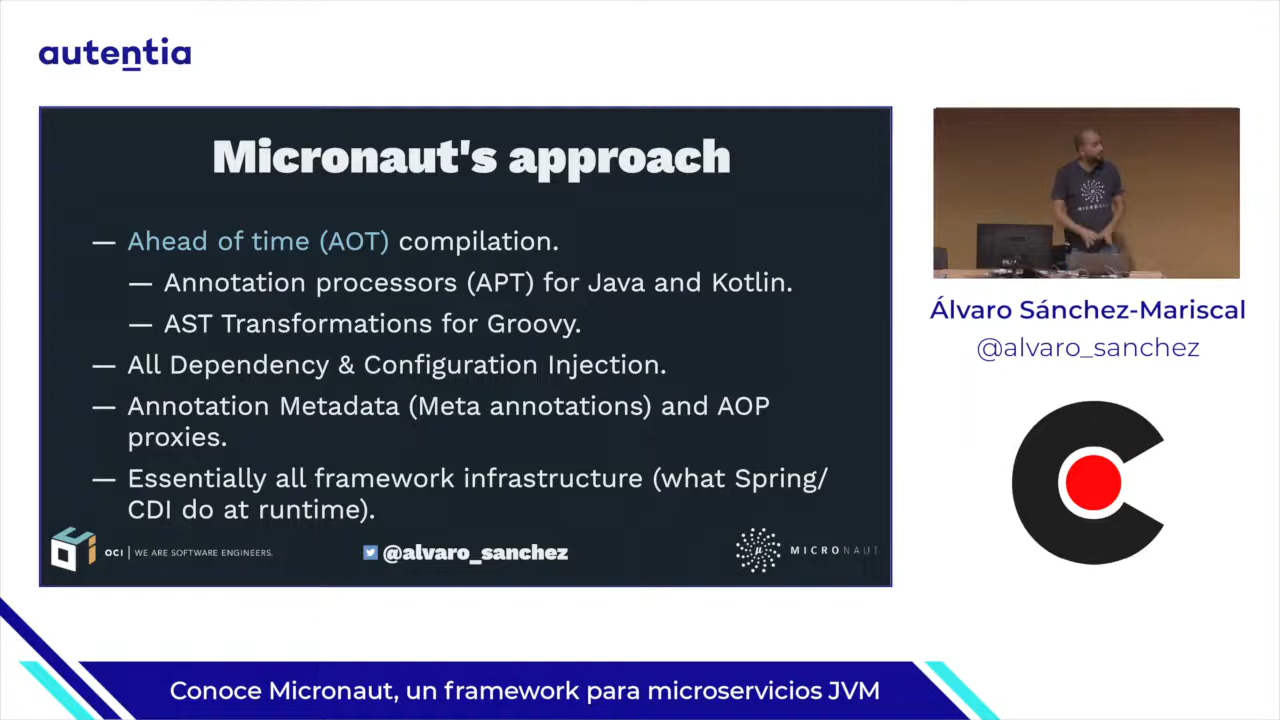 autentia
Micronaut's approach
— Ahead of time (AOT) compilation.
— Annotation processors (APT) for Java and Kotlin.
— AST Transformations for Groovy.
— All Dependency & Configuration Injection.
— Annotation Metadata (Meta annotations) and AOP
proxies.
— Essentially all framework infrastructure (what Spring/
CDI do at runtime).
OCI | WE ARE SOFTWARE ENGINEERS.
@alvaro_sanchez
µ MICRONAUT
Álvaro Sánchez-Mariscal
@alvaro_sanchez
Conoce Micronaut, un framework para microservicios JVM